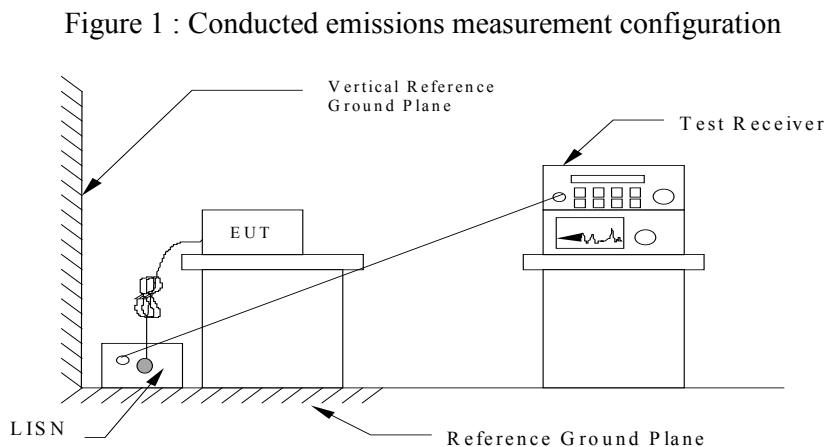 Figure 1 : Conducted emissions measurement configuration
Vertical Reference
Ground Plane
Test Receiver
EUT
LISN
Reference Ground Plane